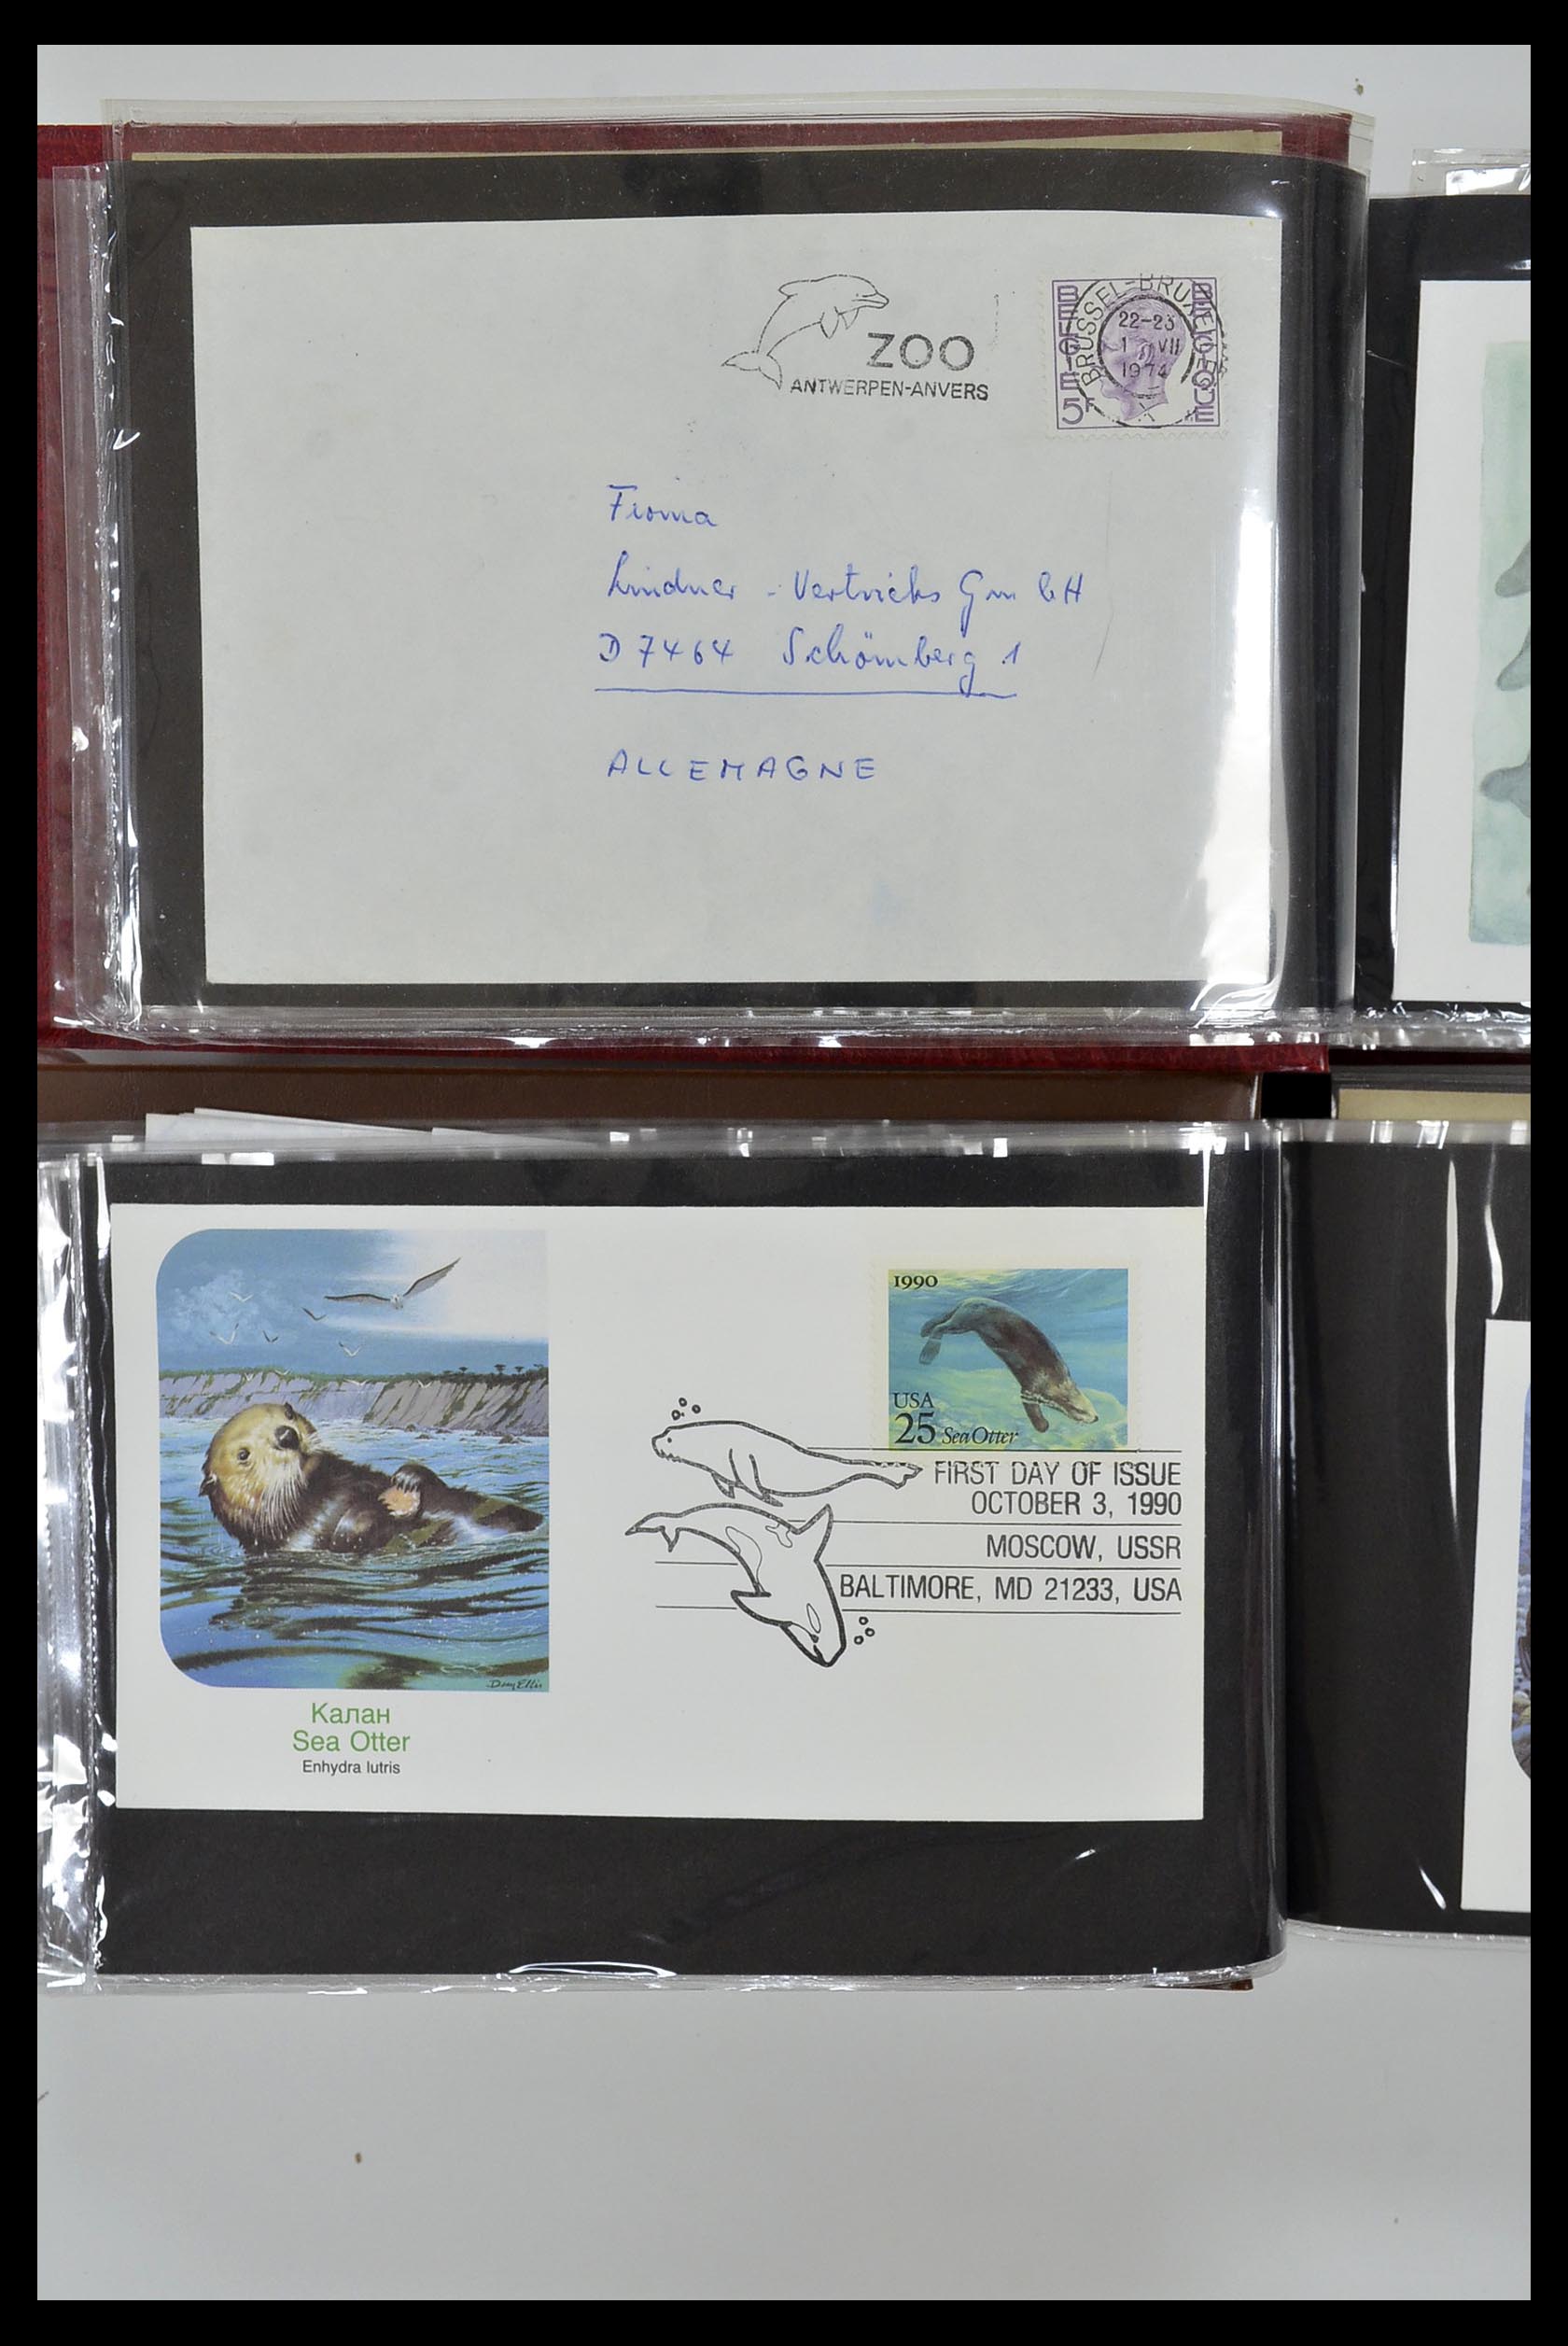 ZOO
ANTWERPEN-ANVERS
BRUSSEL-BRUXELLES
22-23
1 VII
1974
BELGIE
BELGIQUE
5F
Firma
Lindner-Vertriebs GmbH
D 7464 Schömberg 1
ALLEMAGNE
1990
USA
25 Sea Otter
FIRST DAY OF ISSUE
OCTOBER 3, 1990
MOSCOW, USSR
BALTIMORE, MD 21233, USA
Калан
Sea Otter
Enhydra lutris